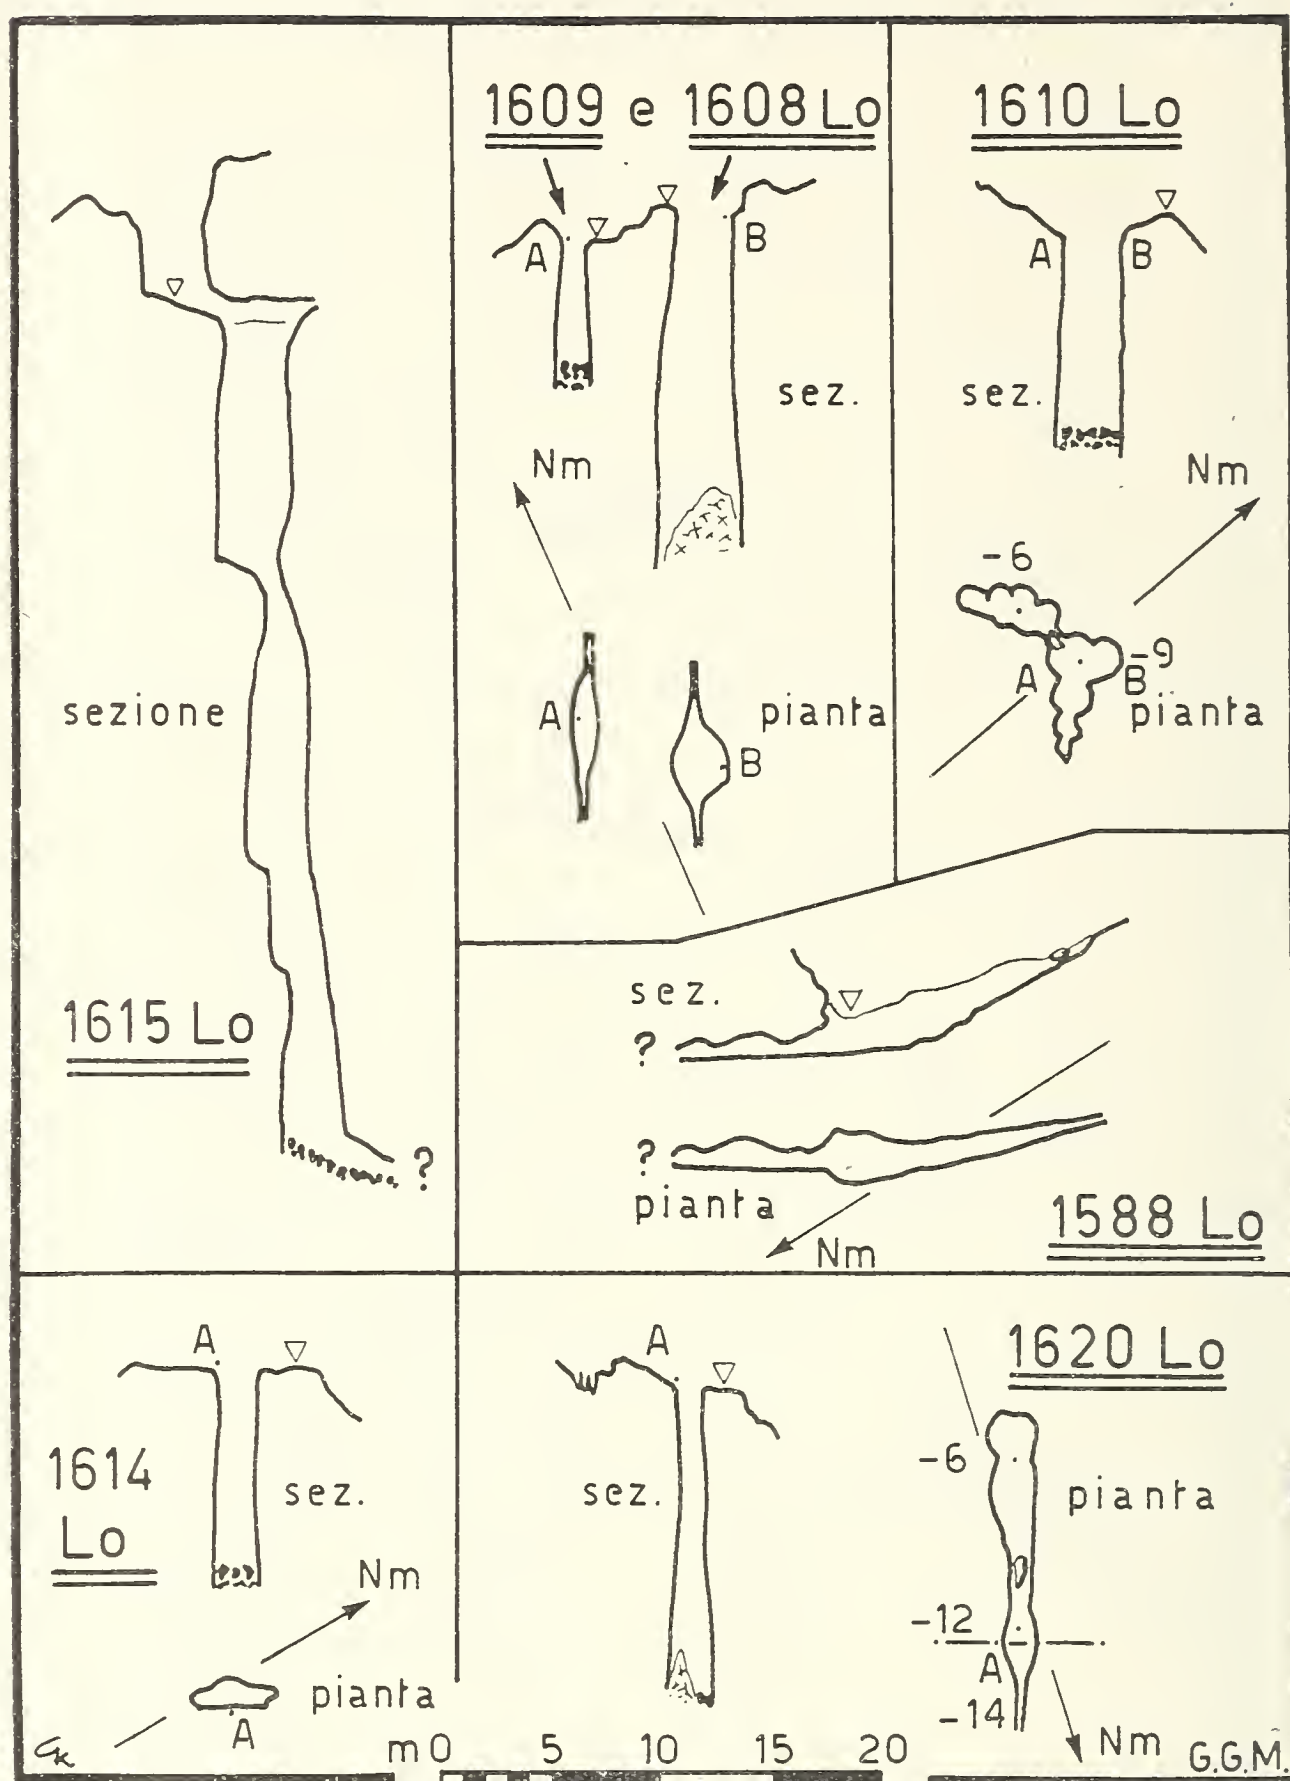 1609 e 1608 Lo
A
B
sez.
Nm
A
pianta
B
1610 Lo
A
B
sez.
Nm
-6
-9
A
B
pianta
sezione
1615 Lo
?
sez.
?
?
pianta
Nm
1588 Lo
A
1614
Lo
sez.
Nm
pianta
A
A
sez.
1620 Lo
-6
pianta
-12
A
-14
Nm
m 0 5 10 15 20
G.G.M.